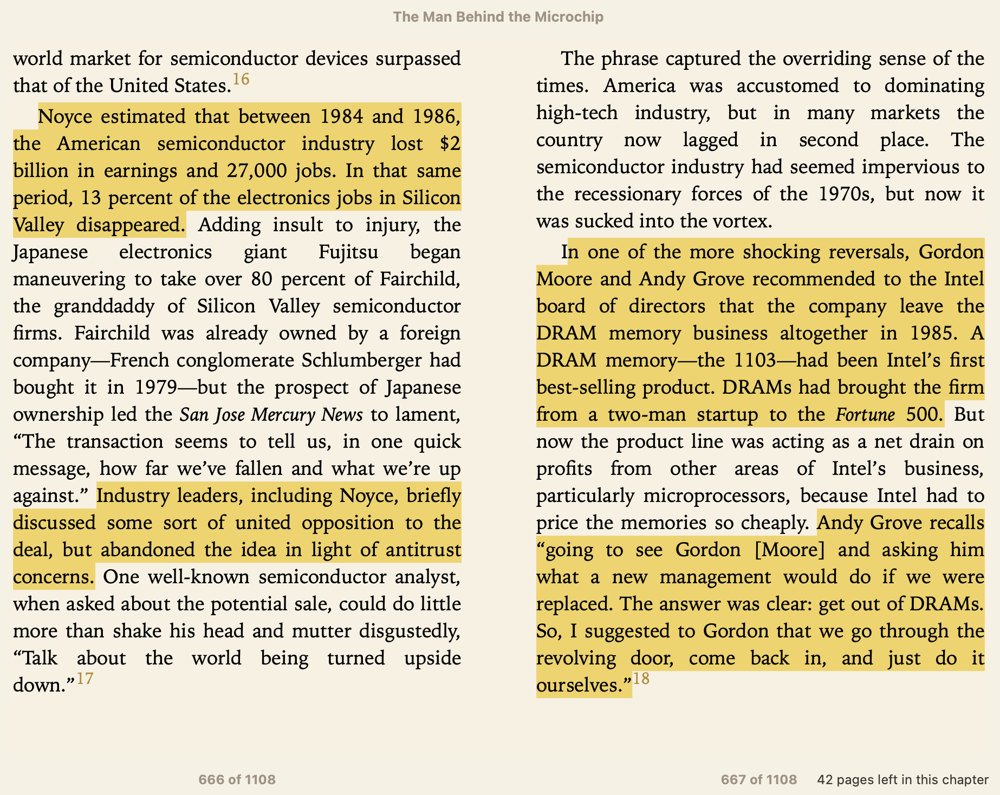 The Man Behind the Microchip
world market for semiconductor devices surpassed
that of the United States.16
Noyce estimated that between 1984 and 1986,
the American semiconductor industry lost $2
billion in earnings and 27,000 jobs. In that same
period, 13 percent of the electronics jobs in Silicon
Valley disappeared. Adding insult to injury, the
Japanese electronics giant Fujitsu began
maneuvering to take over 80 percent of Fairchild,
the granddaddy of Silicon Valley semiconductor
firms. Fairchild was already owned by a foreign
company—French conglomerate Schlumberger had
bought it in 1979—but the prospect of Japanese
ownership led the San Jose Mercury News to lament,
“The transaction seems to tell us, in one quick
message, how far we’ve fallen and what we’re up
against.” Industry leaders, including Noyce, briefly
discussed some sort of united opposition to the
deal, but abandoned the idea in light of antitrust
concerns. One well-known semiconductor analyst,
when asked about the potential sale, could do little
more than shake his head and mutter disgustedly,
“Talk about the world being turned upside
down.”17
666 of 1108
The phrase captured the overriding sense of the
times. America was accustomed to dominating
high-tech industry, but in many markets the
country now lagged in second place. The
semiconductor industry had seemed impervious to
the recessionary forces of the 1970s, but now it
was sucked into the vortex.
In one of the more shocking reversals, Gordon
Moore and Andy Grove recommended to the Intel
board of directors that the company leave the
DRAM memory business altogether in 1985. A
DRAM memory—the 1103—had been Intel’s first
best-selling product. DRAMs had brought the firm
from a two-man startup to the Fortune 500. But
now the product line was acting as a net drain on
profits from other areas of Intel’s business,
particularly microprocessors, because Intel had to
price the memories so cheaply. Andy Grove recalls
“going to see Gordon [Moore] and asking him
what a new management would do if we were
replaced. The answer was clear: get out of DRAMs.
So, I suggested to Gordon that we go through the
revolving door, come back in, and just do it
ourselves.”18
667 of 1108
42 pages left in this chapter